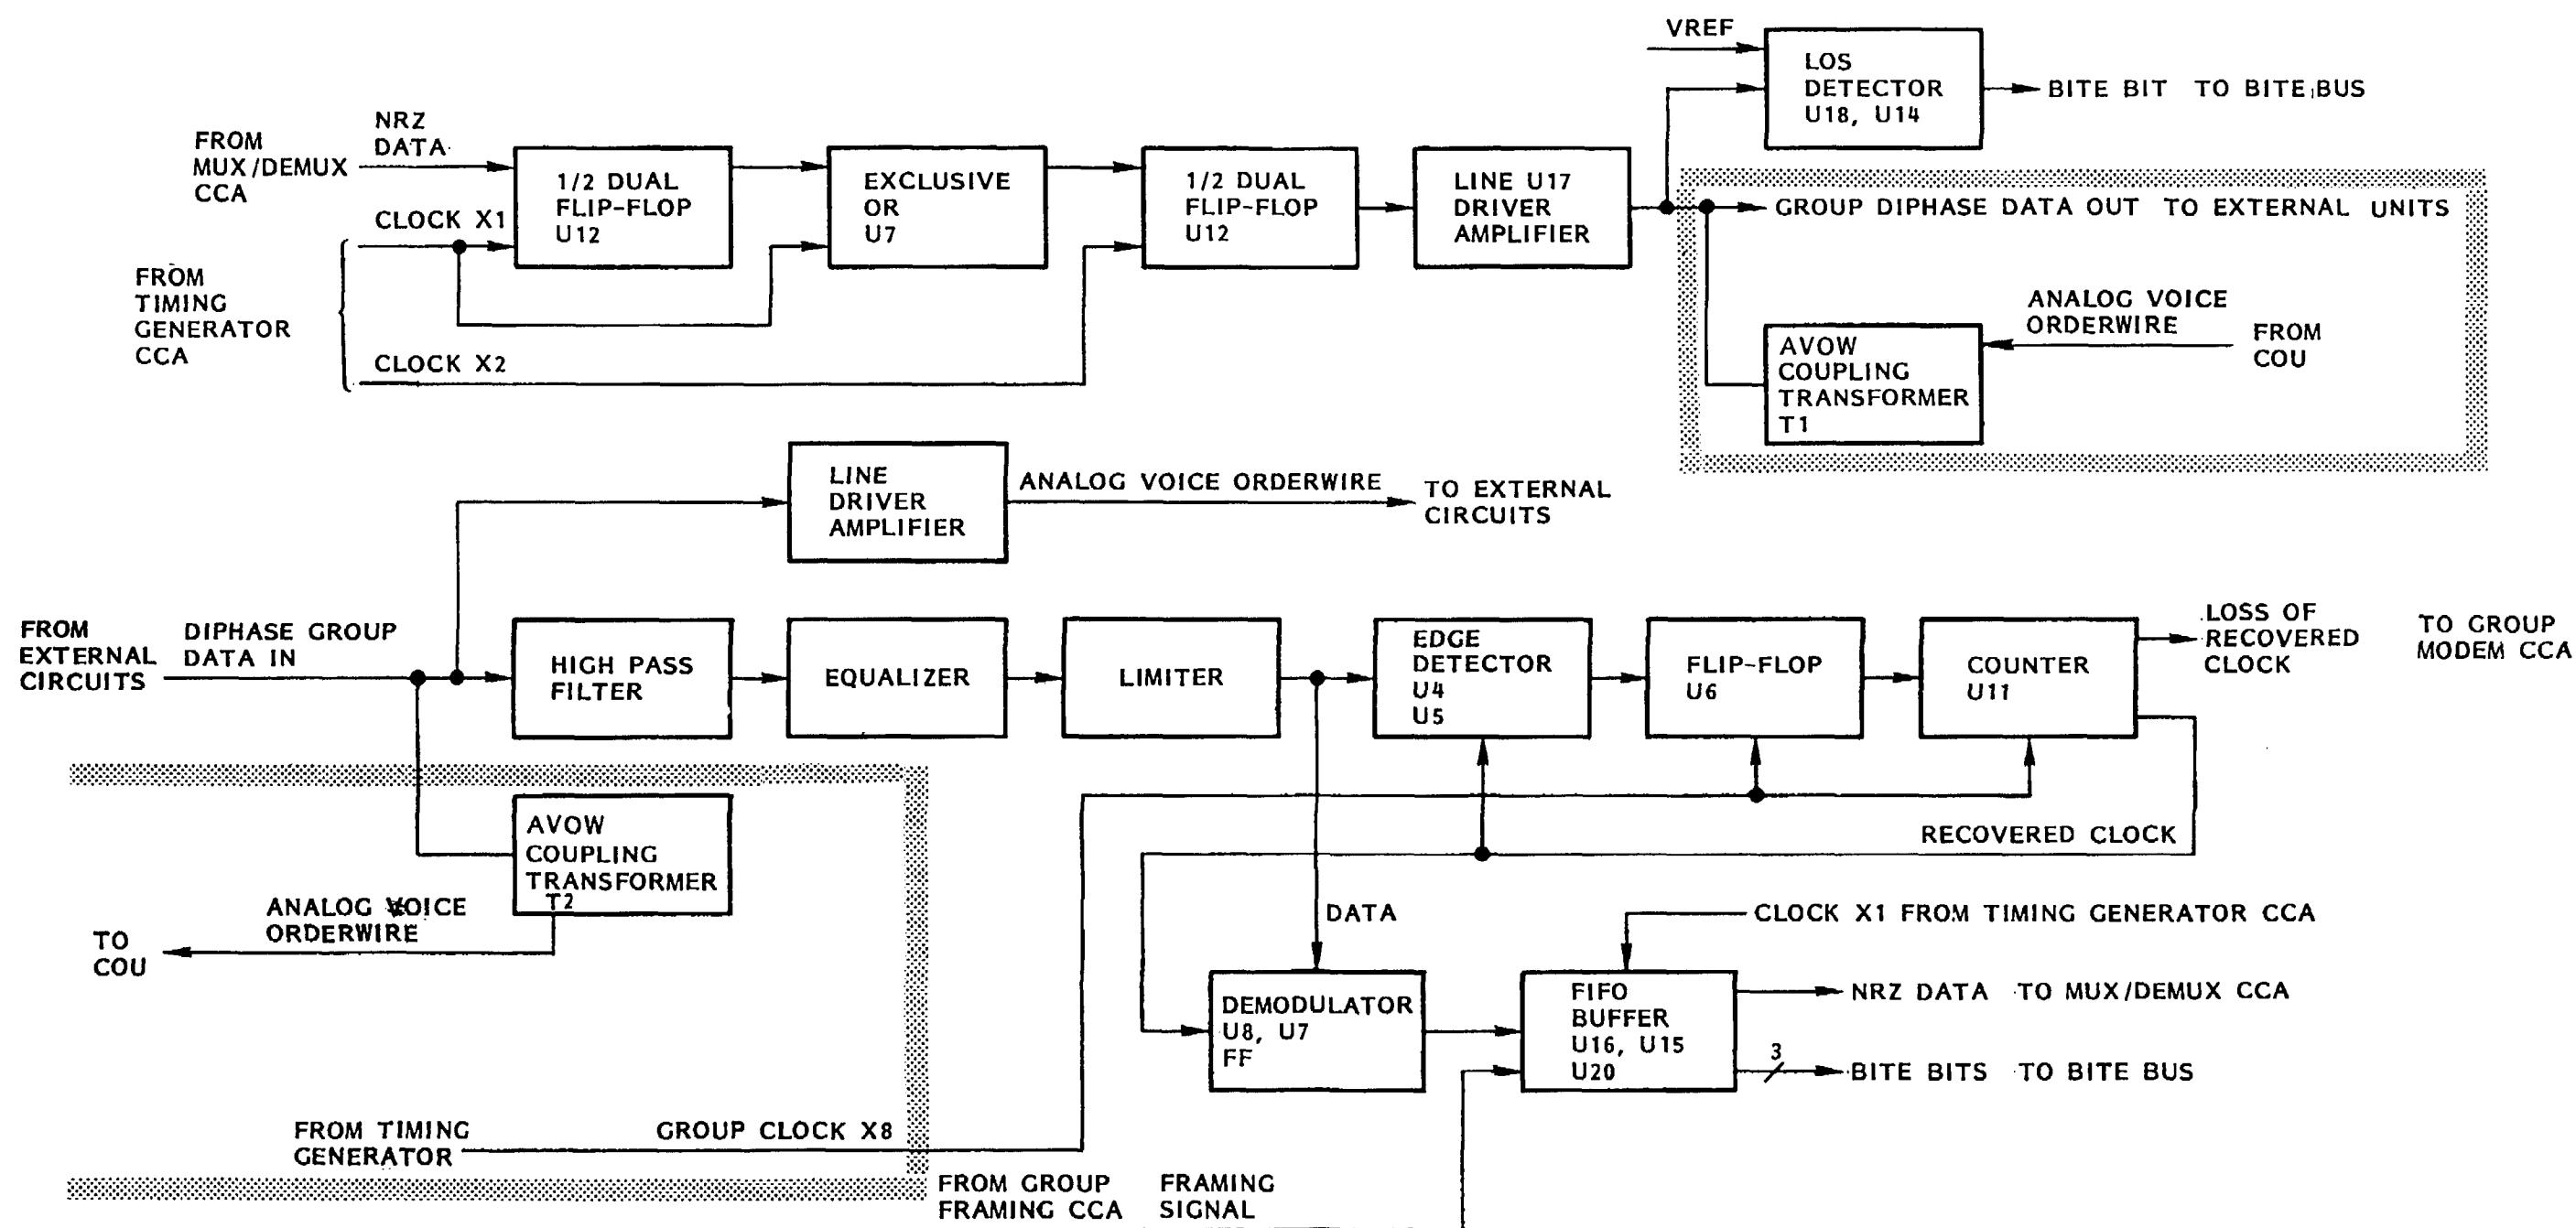 VREF
LOS
DETECTOR
U18, U14
BITE BIT TO BITE BUS
FROM
MUX/DEMUX
CCA
NRZ
DATA
CLOCK X1
FROM
TIMING
GENERATOR
CCA
CLOCK X2
1/2 DUAL
FLIP-FLOP
U12
EXCLUSIVE
OR
U7
1/2 DUAL
FLIP-FLOP
U12
LINE U17
DRIVER
AMPLIFIER
GROUP DIPHASE DATA OUT TO EXTERNAL UNITS
ANALOG VOICE
ORDERWIRE
FROM
COU
AVOW
COUPLING
TRANSFORMER
T1
LINE
DRIVER
AMPLIFIER
ANALOG VOICE ORDERWIRE
TO EXTERNAL
CIRCUITS
FROM
EXTERNAL
CIRCUITS
DIPHASE GROUP
DATA IN
HIGH PASS
FILTER
EQUALIZER
LIMITER
EDGE
DETECTOR
U4
U5
FLIP-FLOP
U6
COUNTER
U11
LOSS OF
RECOVERED
CLOCK
TO GROUP
MODEM CCA
AVOW
COUPLING
TRANSFORMER
T2
RECOVERED CLOCK
ANALOG VOICE
ORDERWIRE
TO
COU
DATA
CLOCK X1 FROM TIMING GENERATOR CCA
DEMODULATOR
U8, U7
FF
FIFO
BUFFER
U16, U15
U20
NRZ DATA TO MUX/DEMUX CCA
3
BITE BITS TO BITE BUS
FROM TIMING
GENERATOR
GROUP CLOCK X8
FROM GROUP
FRAMING CCA
FRAMING
SIGNAL